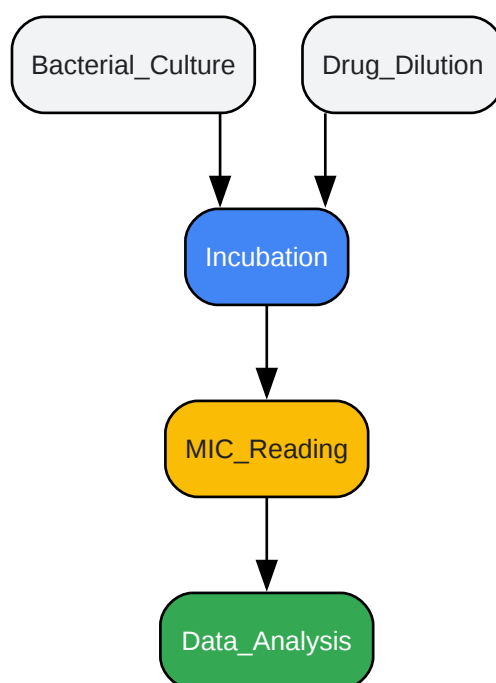 Bacterial_Culture
Drug_Dilution
Incubation
MIC_Reading
Data_Analysis